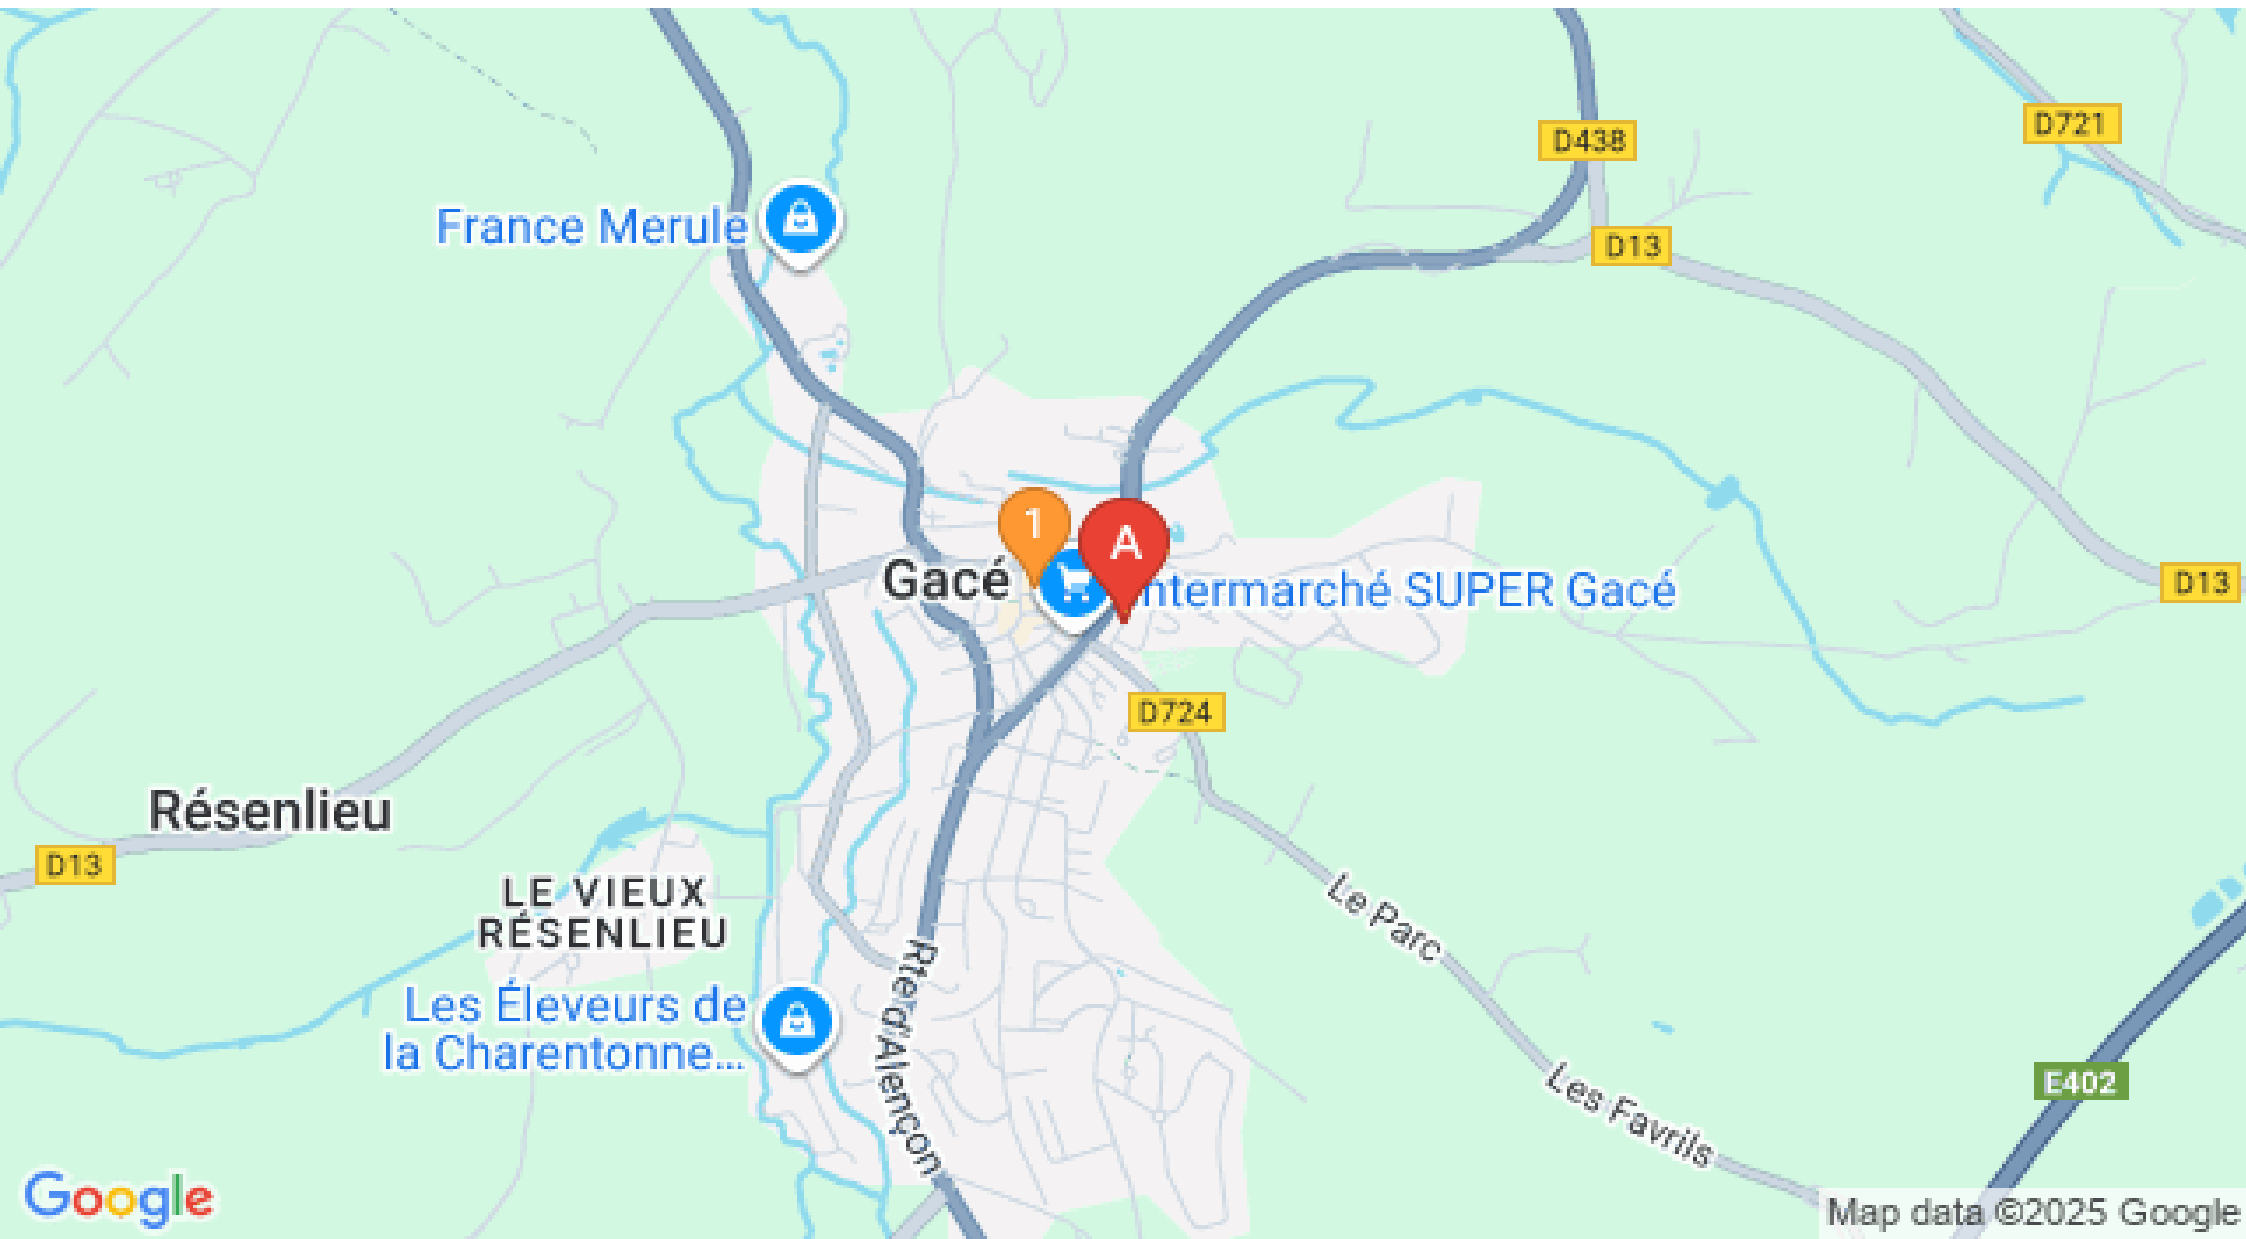 D438
D721
France Merule
D13
1
A
Gacé
ntermarché SUPER Gacé
D13
D724
Résenlieu
D13
LE VIEUX
RÉSENLIEU
Le Parc
Les Éleveurs de
la Charentonne...
Rte d'Alençon
E402
Les Favrils
Google
Map data ©2025 Google